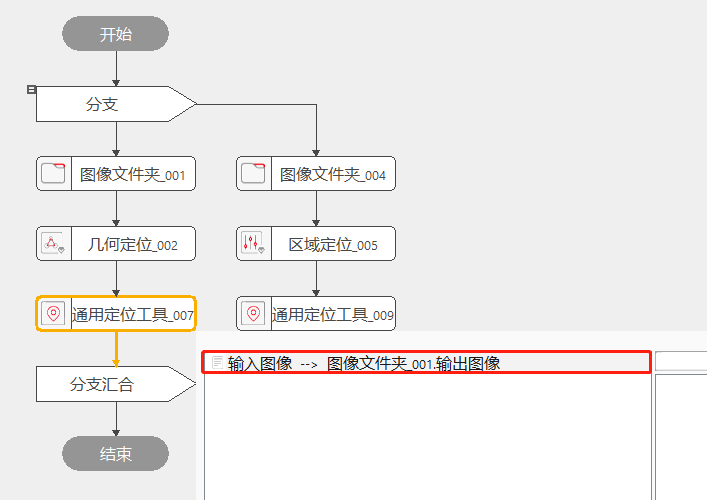 开始
分支
图像文件夹_001
图像文件夹_004
几何定位_002
区域定位_005
通用定位工具_007
通用定位工具_009
输入图像 --> 图像文件夹_001.输出图像
分支汇合
结束